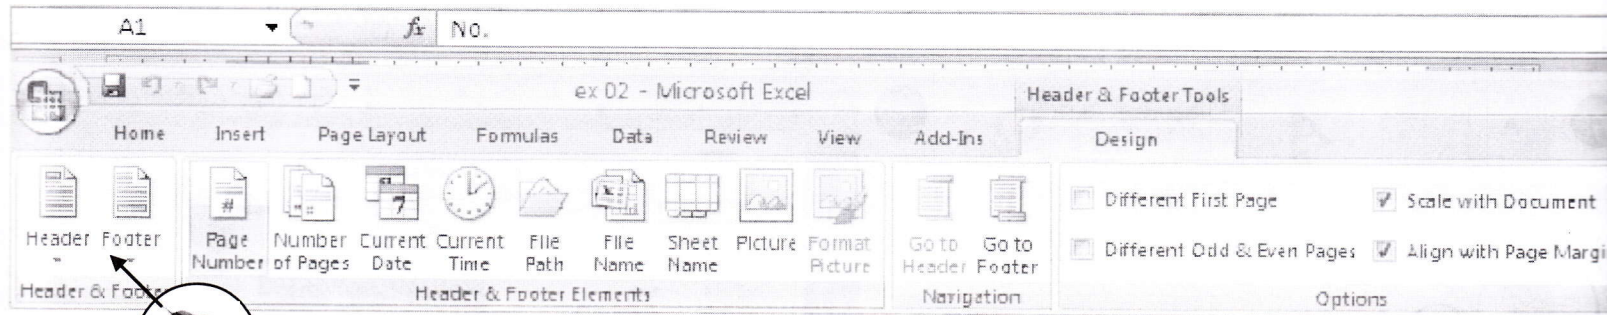 A1 fx No.
ex 02 - Microsoft Excel Header & Footer Tools
Home Insert Page Layout Formulas Data Review View Add-Ins Design
Header Footer Page Number Number of Pages Current Date Current Time File Path File Name Sheet Name Picture Format Picture Go to Header Go to Footer
Different First Page Scale with Document
Different Odd & Even Pages Align with Page Margi
Header & Footer Header & Footer Elements Navigation Options